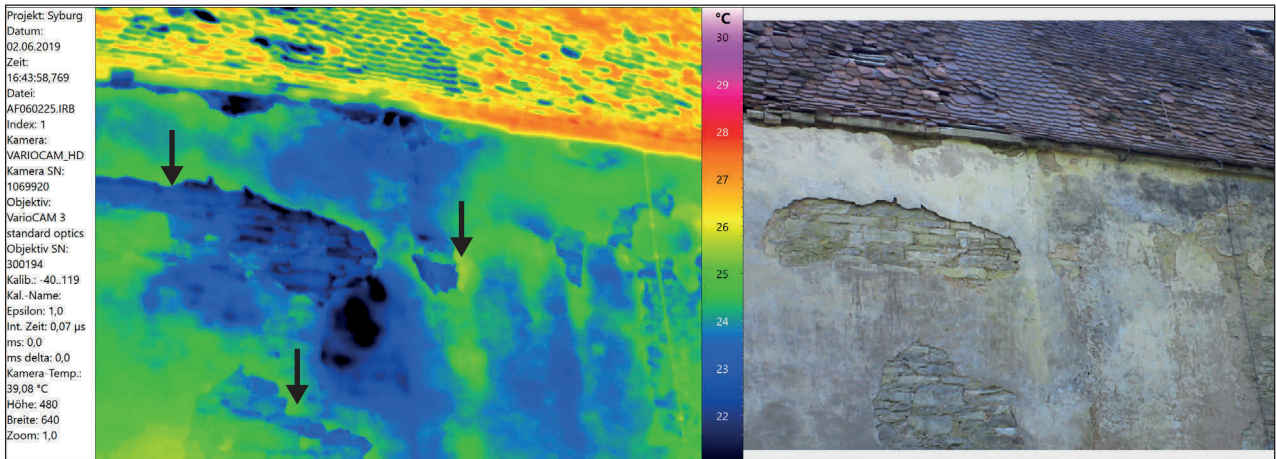 Projekt: Syburg
Datum:
02.06.2019
Zeit:
16:43:58,769
Datei:
AF060225.IRB
Index: 1
Kamera:
VARIOCAM_HD
Kamera SN:
1069920
Objektiv:
VarioCAM 3
standard optics
Objektiv SN:
300194
Kalib.: -40..119
Kal.-Name:
Epsilon: 1,0
Int. Zeit: 0,07 µs
ms: 0,0
ms delta: 0,0
Kamera-Temp.:
39,08 °C
Höhe: 480
Breite: 640
Zoom: 1,0
°C
30
29
28
27
26
25
24
23
22